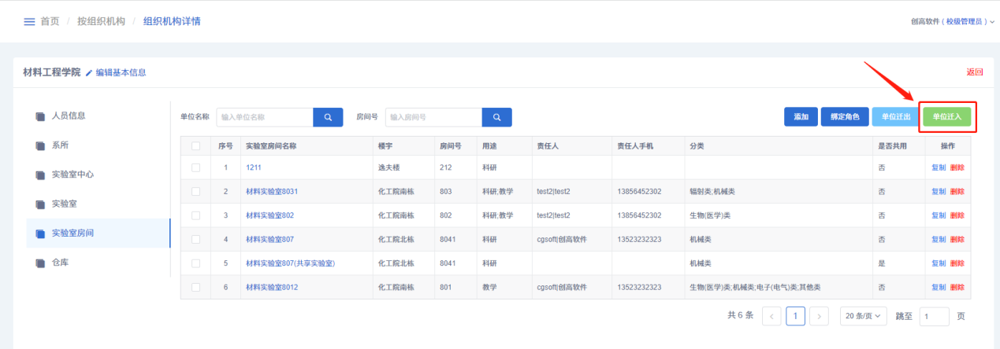 首页 / 按组织机构 / 组织机构详情
创高软件 ( 校级管理员 )
材料工程学院 编辑基本信息
返回
人员信息
系所
实验室中心
实验室
实验室房间
仓库
单位名称 输入单位名称 房间号 输入房间号 添加 绑定角色 单位迁出 单位迁入
序号 实验室房间名称 楼宇 房间号 用途 责任人 责任人手机 分类 是否共用 操作
1 1211 逸夫楼 212 科研 否 复制 删除
2 材料实验室8031 化工院南栋 803 科研;教学 test2|test2 13856452302 辐射类;机械类 否 复制 删除
3 材料实验室802 化工院南栋 802 科研;教学 test2|test2 13856452302 生物(医学)类 否 复制 删除
4 材料实验室807 化工院北栋 8041 科研 cgsoft|创高软件 13523232323 机械类 否 复制 删除
5 材料实验室807(共享实验室) 化工院北栋 8041 科研 机械类 是 复制 删除
6 材料实验室8012 化工院南栋 801 教学 cgsoft|创高软件 13523232323 生物(医学)类;机械类;电子(电气)类;其他类 否 复制 删除
共 6 条 < 1 > 20 条/页 跳至 1 页